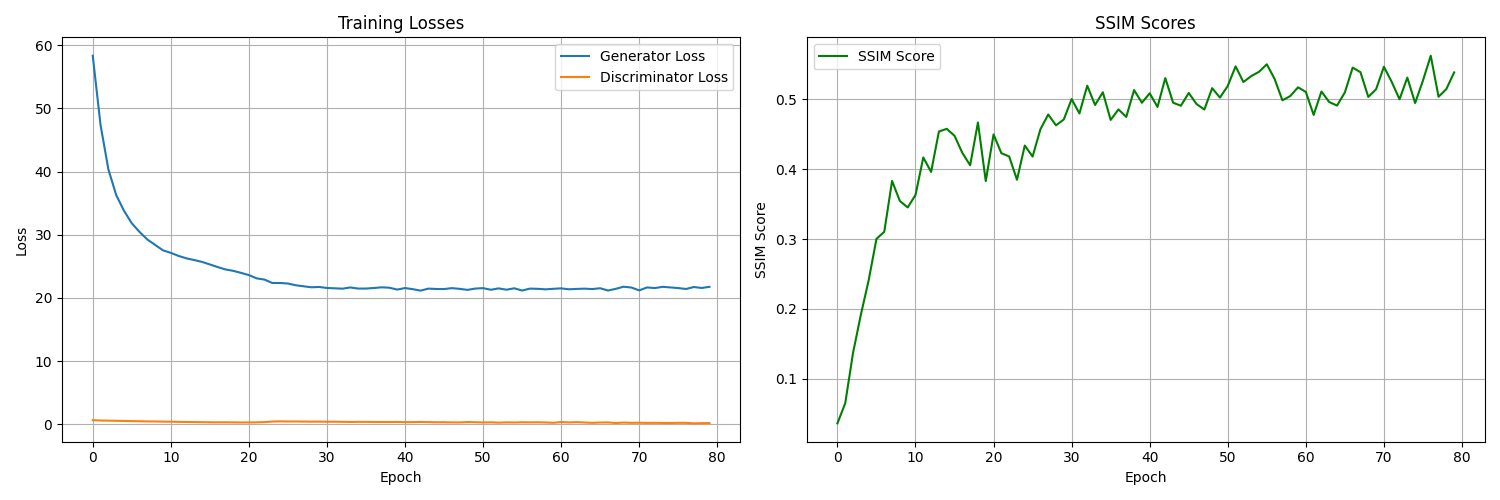 Training Losses
Generator Loss
Discriminator Loss
Loss
60
50
40
30
20
10
0
0 10 20 30 40 50 60 70 80
Epoch
SSIM Scores
SSIM Score
SSIM Score
0.5
0.4
0.3
0.2
0.1
0 10 20 30 40 50 60 70 80
Epoch